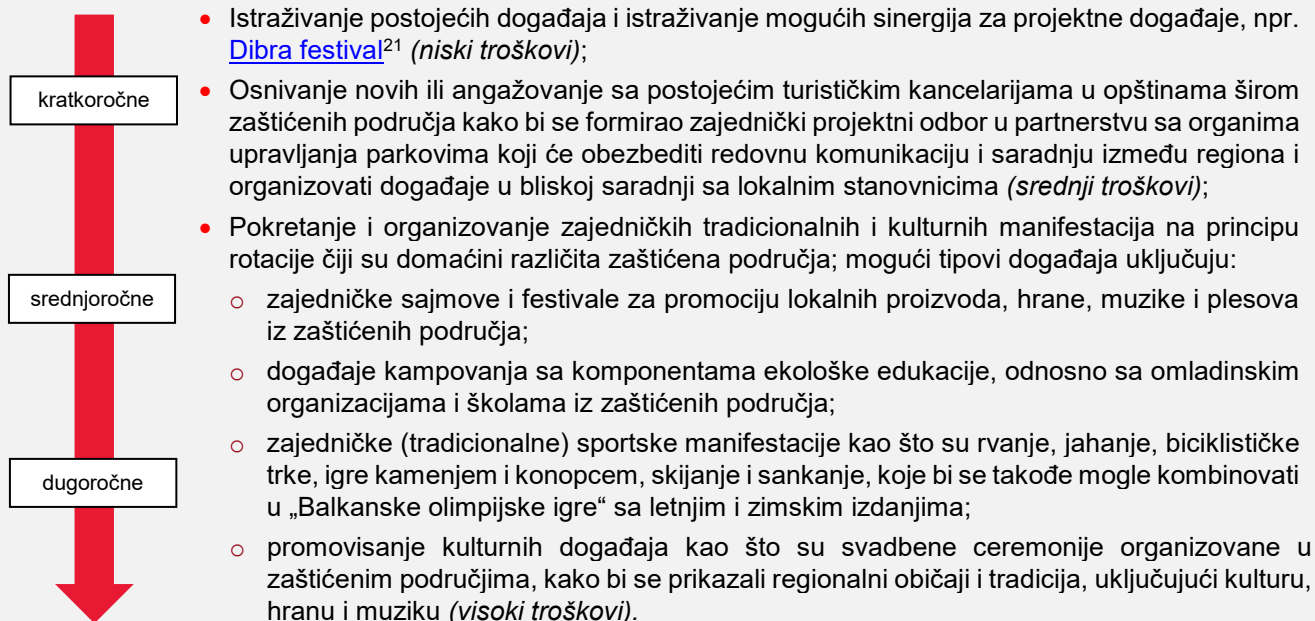 • Istraživanje postojećih događaja i istraživanje mogućih sinergija za projektne događaje, npr.
Dibra festival21 (niski troškovi);
kratkoročne
• Osnivanje novih ili angažovanje sa postojećim turističkim kancelarijama u opštinama širom
zaštićenih područja kako bi se formirao zajednički projektni odbor u partnerstvu sa organima
upravljanja parkovima koji će obezbediti redovnu komunikaciju i saradnju između regiona i
organizovati događaje u bliskoj saradnji sa lokalnim stanovnicima (srednji troškovi);
• Pokretanje i organizovanje zajedničkih tradicionalnih i kulturnih manifestacija na principu
rotacije čiji su domaćini različita zaštićena područja; mogući tipovi događaja uključuju:
srednjoročne
o zajedničke sajmove i festivale za promociju lokalnih proizvoda, hrane, muzike i plesova
iz zaštićenih područja;
o događaje kampovanja sa komponentama ekološke edukacije, odnosno sa omladinskim
organizacijama i školama iz zaštićenih područja;
o zajedničke (tradicionalne) sportske manifestacije kao što su rvanje, jahanje, biciklističke
trke, igre kamenjem i konopcem, skijanje i sankanje, koje bi se takođe mogle kombinovati
u „Balkanske olimpijske igre“ sa letnjim i zimskim izdanjima;
dugoročne
o promovisanje kulturnih događaja kao što su svadbene ceremonije organizovane u
zaštićenim područjima, kako bi se prikazali regionalni običaji i tradicija, uključujući kulturu,
hranu i muziku (visoki troškovi).